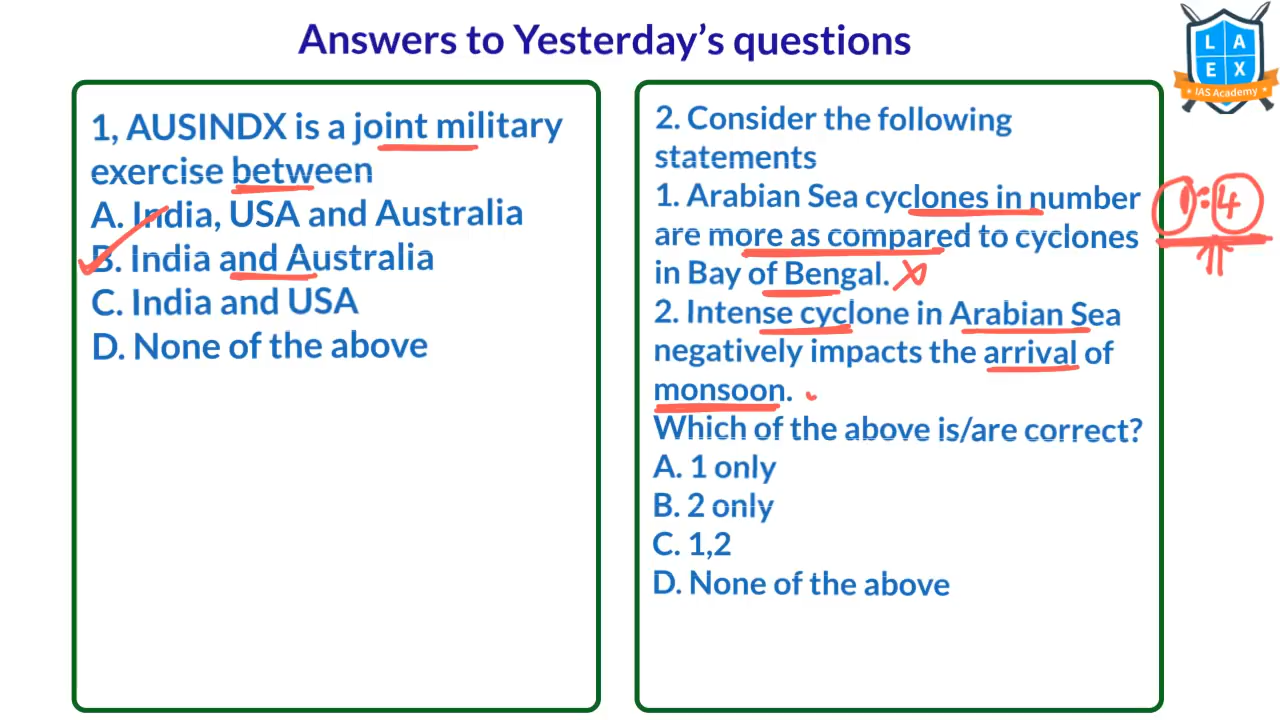 Answers to Yesterday's questions
LA
EX
IAS Academy
1, AUSINDX is a joint military
exercise between
A. India, USA and Australia
B. India and Australia
C. India and USA
D. None of the above
2. Consider the following
statements
1. Arabian Sea cyclones in number
are more as compared to cyclones
in Bay of Bengal.
2. Intense cyclone in Arabian Sea
negatively impacts the arrival of
monsoon.
Which of the above is/are correct?
A. 1 only
B. 2 only
C. 1,2
D. None of the above
1:4